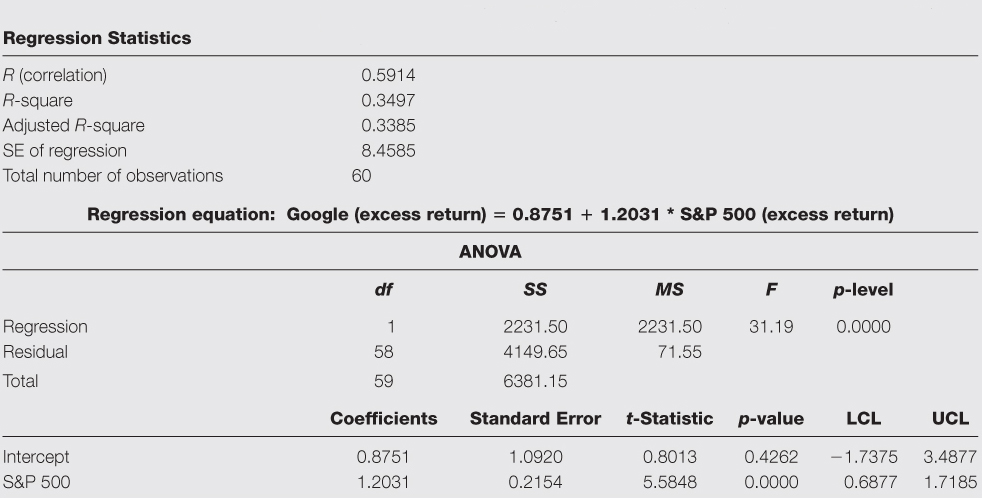 Regression Statistics
R (correlation) 0.5914
R-square 0.3497
Adjusted R-square 0.3385
SE of regression 8.4585
Total number of observations 60
Regression equation: Google (excess return) = 0.8751 + 1.2031 * S&P 500 (excess return)
ANOVA
df SS MS F p-level
Regression 1 2231.50 2231.50 31.19 0.0000
Residual 58 4149.65 71.55
Total 59 6381.15
Coefficients Standard Error t-Statistic p-value LCL UCL
Intercept 0.8751 1.0920 0.8013 0.4262 −1.7375 3.4877
S&P 500 1.2031 0.2154 5.5848 0.0000 0.6877 1.7185